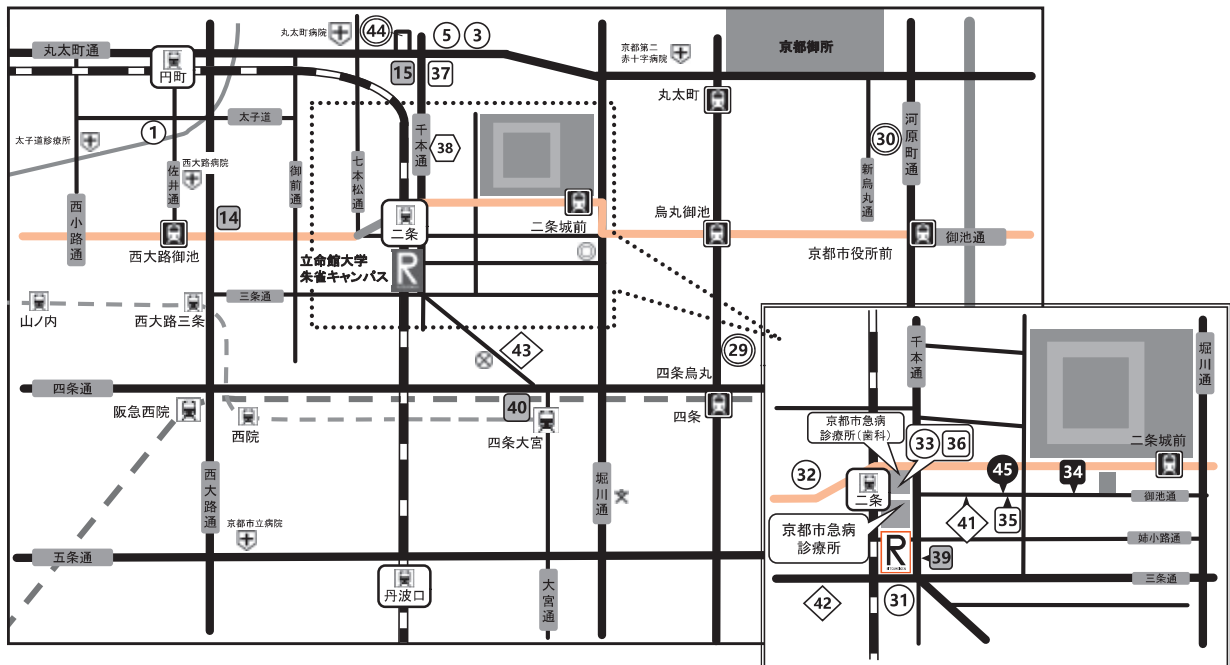 丸太町病院
44
5
3
京都第二
赤十字病院
京都御所
丸太町通
円町
15
37
丸太町
太子道診療所
1
太子道
西大路病院
千本通
38
30
河原町通
佐井通
御前通
七本松通
新烏丸通
西小路通
14
二条
二条城前
烏丸御池
西大路御池
京都市役所前
御池通
立命館大学
朱雀キャンパス
R
山ノ内
西大路三条
三条通
43
29
四条烏丸
四条通
阪急西院
西院
40
四条大宮
四条
西大路通
堀川通
京都市立病院
五条通
丹波口
大宮通
千本通
堀川通
京都市急病
診療所(歯科)
33
36
二条城前
32
45
34
二条
41
35
御池通
京都市急病
診療所
R
姉小路通
39
三条通
42
31